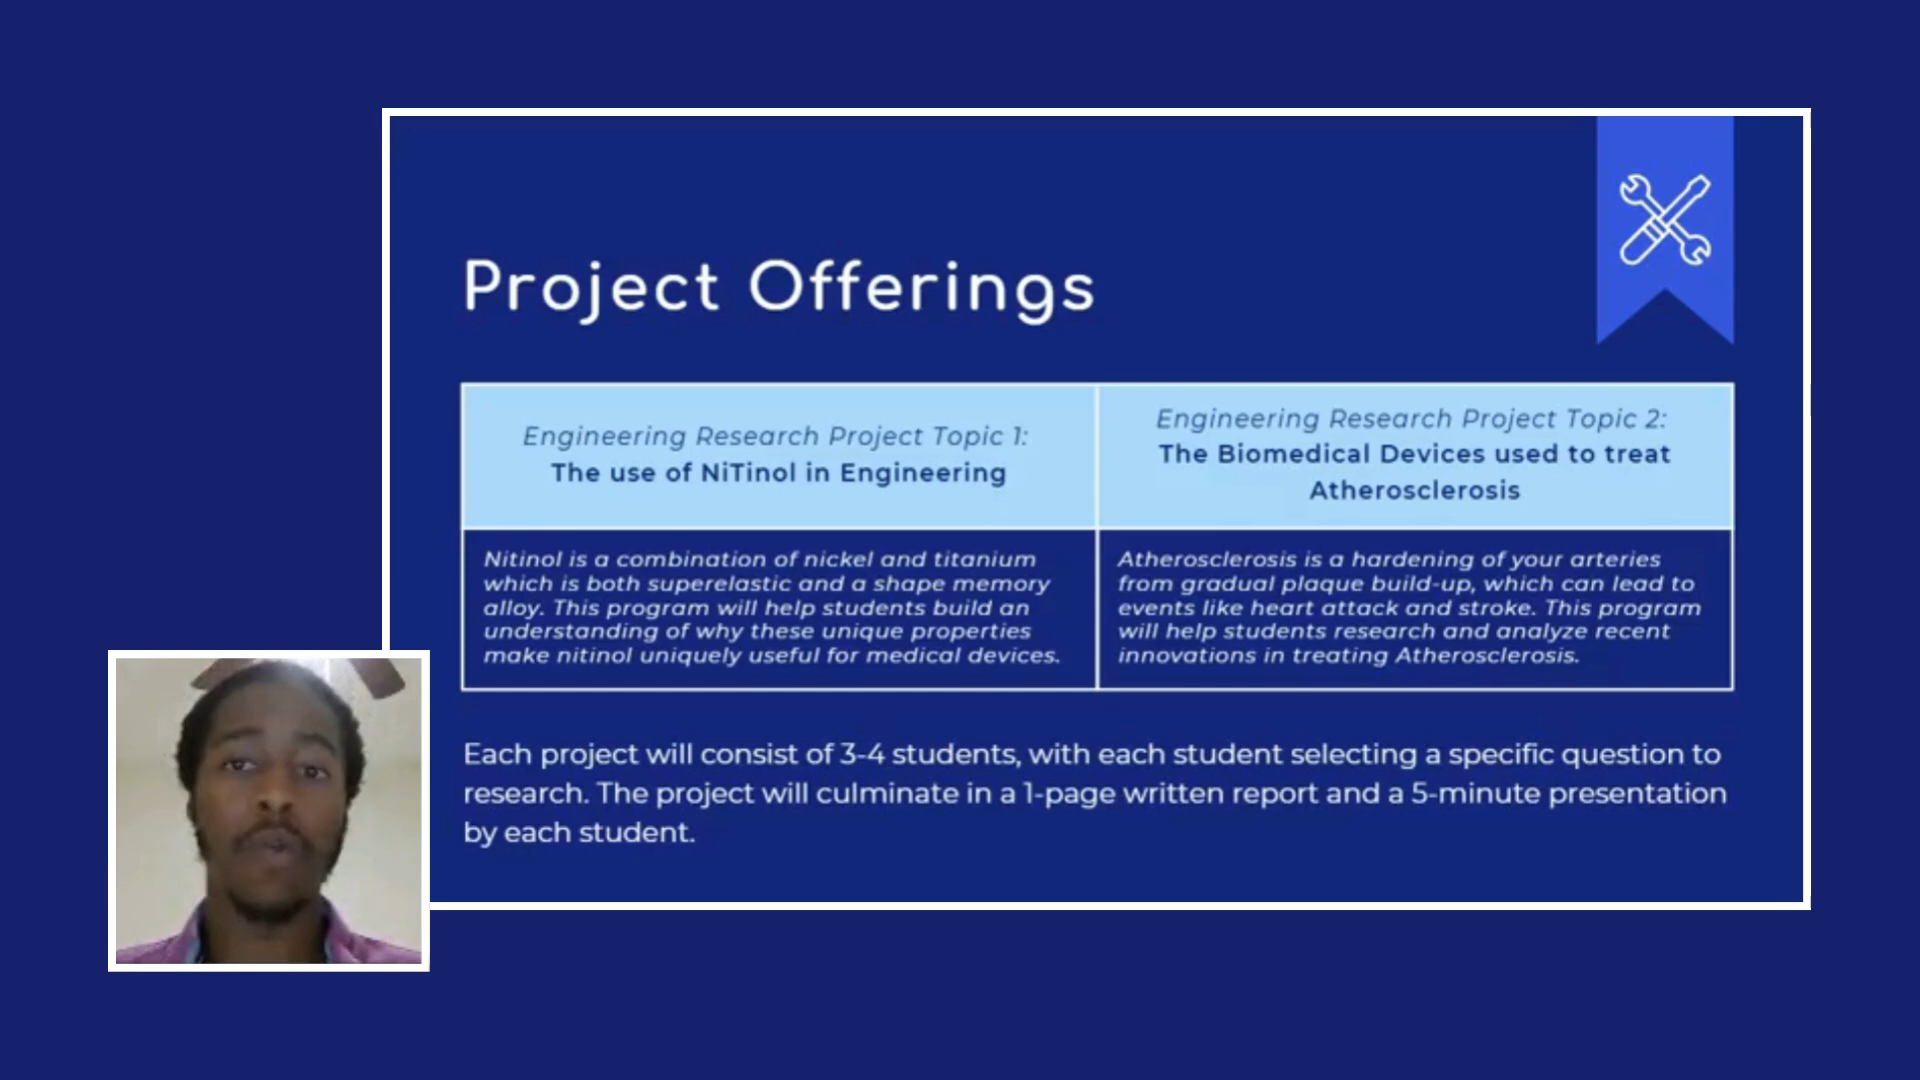 Project Offerings
Engineering Research Project Topic 1:
The use of NiTinol in Engineering
Engineering Research Project Topic 2:
The Biomedical Devices used to treat
Atherosclerosis
Nitinol is a combination of nickel and titanium
which is both superelastic and a shape memory
alloy. This program will help students build an
understanding of why these unique properties
make nitinol uniquely useful for medical devices.
Atherosclerosis is a hardening of your arteries
from gradual plaque build-up, which can lead to
events like heart attack and stroke. This program
will help students research and analyze recent
innovations in treating Atherosclerosis.
Each project will consist of 3-4 students, with each student selecting a specific question to
research. The project will culminate in a 1-page written report and a 5-minute presentation
by each student.